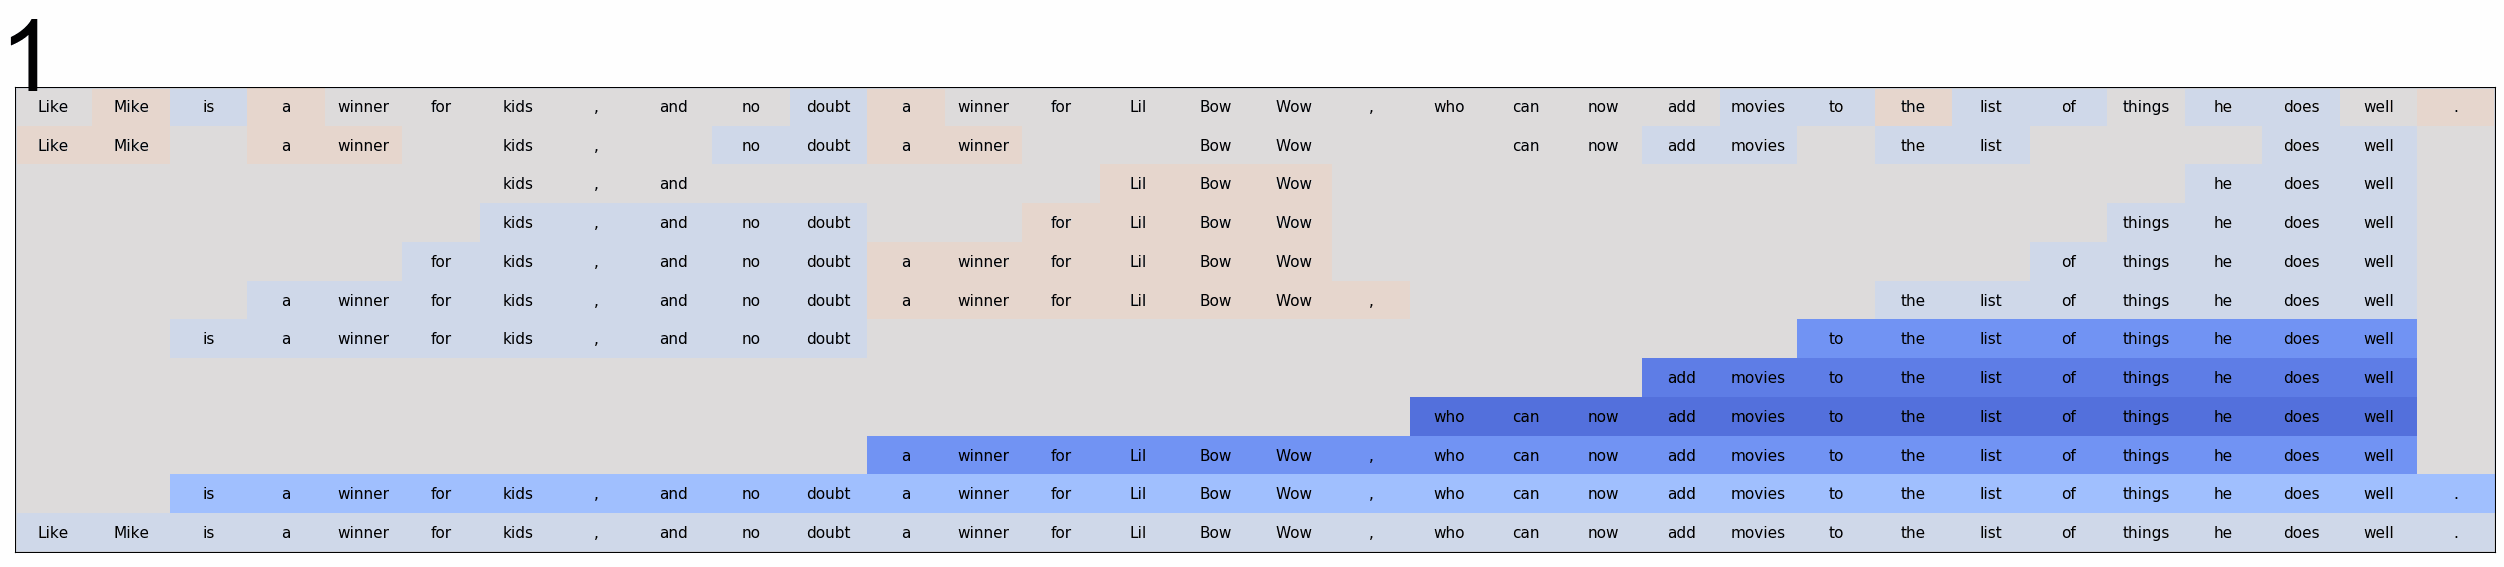 1
Like Mike is a winner for kids , and no doubt a winner for Lil Bow Wow , who can now add movies to the list of things he does well .
Like Mike a winner kids , no doubt a winner Bow Wow can now add movies the list does well
kids , and Lil Bow Wow he does well
kids , and no doubt for Lil Bow Wow things he does well
for kids , and no doubt a winner for Lil Bow Wow of things he does well
a winner for kids , and no doubt a winner for Lil Bow Wow , the list of things he does well
is a winner for kids , and no doubt to the list of things he does well
add movies to the list of things he does well
who can now add movies to the list of things he does well
a winner for Lil Bow Wow , who can now add movies to the list of things he does well
is a winner for kids , and no doubt a winner for Lil Bow Wow , who can now add movies to the list of things he does well .
Like Mike is a winner for kids , and no doubt a winner for Lil Bow Wow , who can now add movies to the list of things he does well .